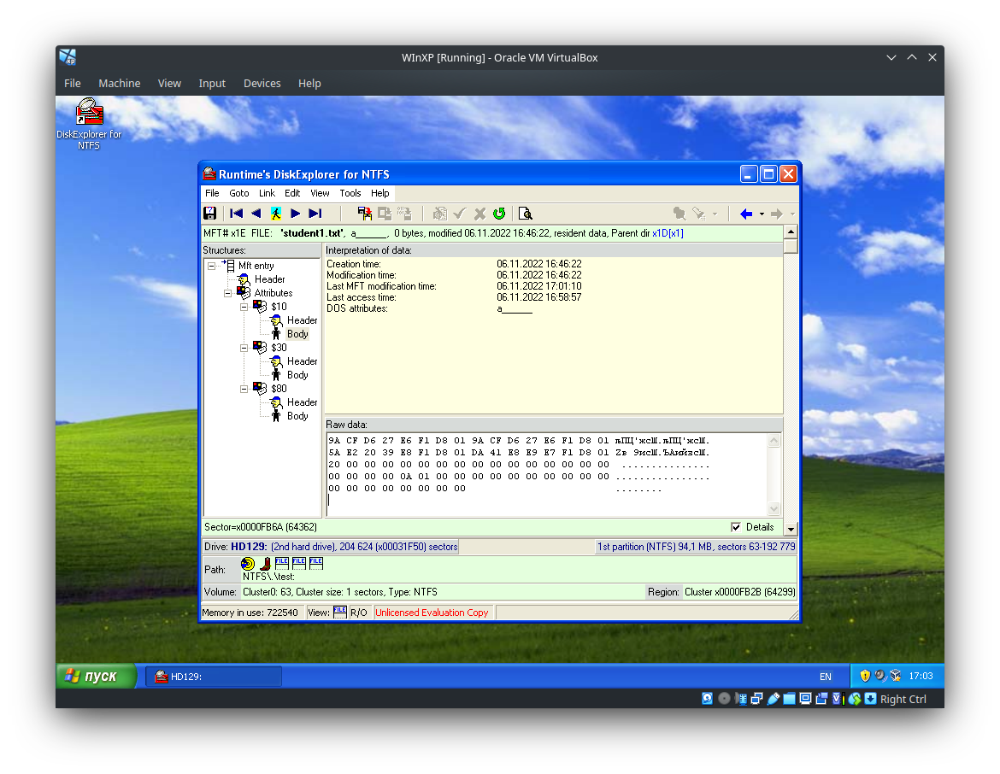 WInXP [Running] - Oracle VM VirtualBox
File Machine View Input Devices Help
DiskExplorer for
NTFS
Runtime's DiskExplorer for NTFS
File Goto Link Edit View Tools Help
MFT# x1E FILE: 'student1.txt', a______, 0 bytes, modified 06.11.2022 16:46:22, resident data, Parent dir x1D[x1]
Structures:
Mft entry
Header
Attributes
$10
Header
Body
$30
Header
Body
$80
Header
Body
Interpretation of data:
Creation time: 06.11.2022 16:46:22
Modification time: 06.11.2022 16:46:22
Last MFT modification time: 06.11.2022 17:01:10
Last access time: 06.11.2022 16:58:57
DOS attributes: a______
Raw data:
9A CF D6 27 E6 F1 D8 01 9A CF D6 27 E6 F1 D8 01 љПЦ'жсШ.љПЦ'жсШ.
5A E2 20 39 E8 F1 D8 01 DA 41 E8 E9 E7 F1 D8 01 Zв 9исШ.ЪАийзсШ.
20 00 00 00 00 00 00 00 00 00 00 00 00 00 00 00 ...............
00 00 00 00 0A 01 00 00 00 00 00 00 00 00 00 00 ................
00 00 00 00 00 00 00 00 ........
Sector=x0000FB6A (64362) Details
Drive: HD129: (2nd hard drive), 204 624 (x00031F50) sectors 1st partition (NTFS) 94,1 MB, sectors 63-192 779
Path: FILE FILE FILE
NTFS\.\test:
Volume: Cluster0: 63, Cluster size: 1 sectors, Type: NTFS Region: Cluster x0000FB2B (64299)
Memory in use: 722540 View: FILE R/O Unlicensed Evaluation Copy
пуск HD129: EN 17:03
Right Ctrl